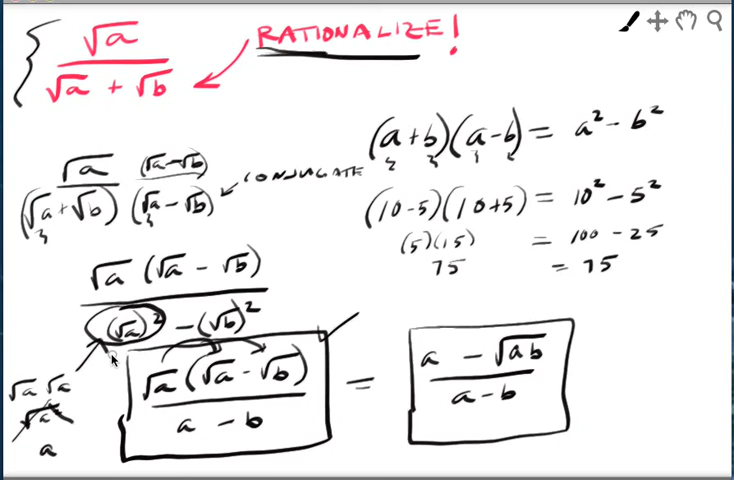 √a
RATIONALIZE!
√a + √b
(a+b)(a-b) = a² - b²
√a (√a-√b)
CONJUGATE
(√a+√b) (√a-√b)
(10-5)(10+5) = 10² - 5²
(5)(15) = 100 - 25
75 = 75
√a (√a - √b)
(√a)² - (√b)²
√a √a
√a²
a
√a (√a - √b)
a - b
=
a - √ab
a - b